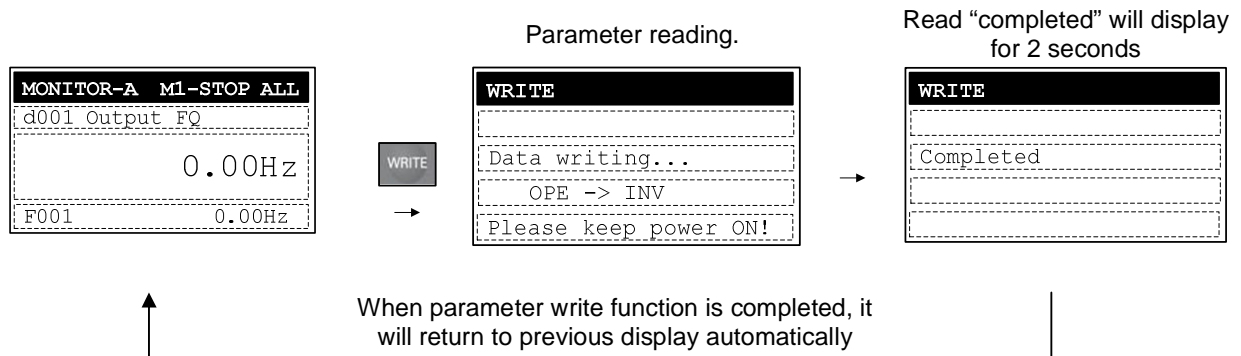 Parameter reading.
Read “completed” will display
for 2 seconds
MONITOR-A M1-STOP ALL
d001 Output FQ
0.00Hz
F001 0.00Hz
WRITE
→
WRITE
Data writing...
OPE -> INV
Please keep power ON!
→
WRITE
Completed
When parameter write function is completed, it
will return to previous display automatically